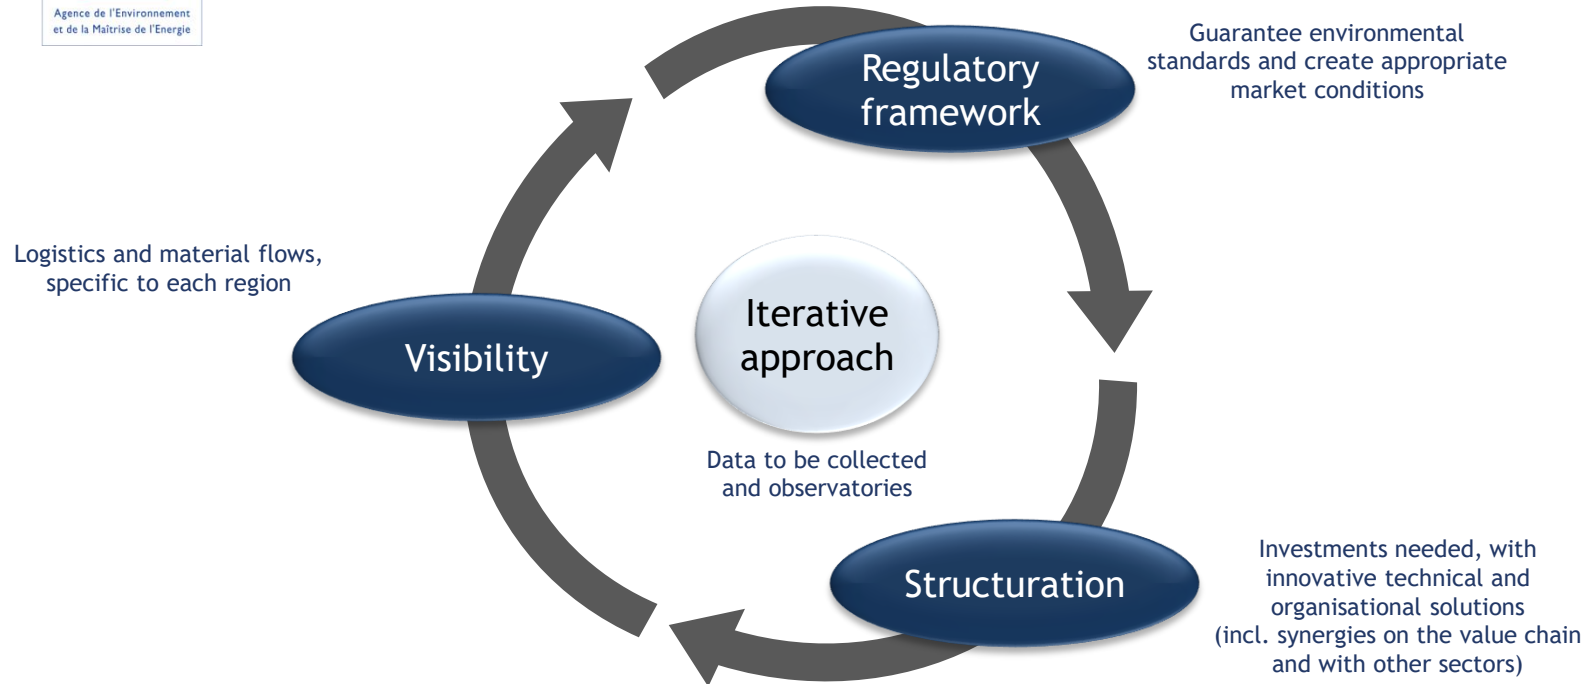 Agence de l'Environnement
et de la Maîtrise de l'Energie
Regulatory
framework
Guarantee environmental
standards and create appropriate
market conditions
Logistics and material flows,
specific to each region
Visibility
Iterative
approach
Data to be collected
and observatories
Structuration
Investments needed, with
innovative technical and
organisational solutions
(incl. synergies on the value chain
and with other sectors)